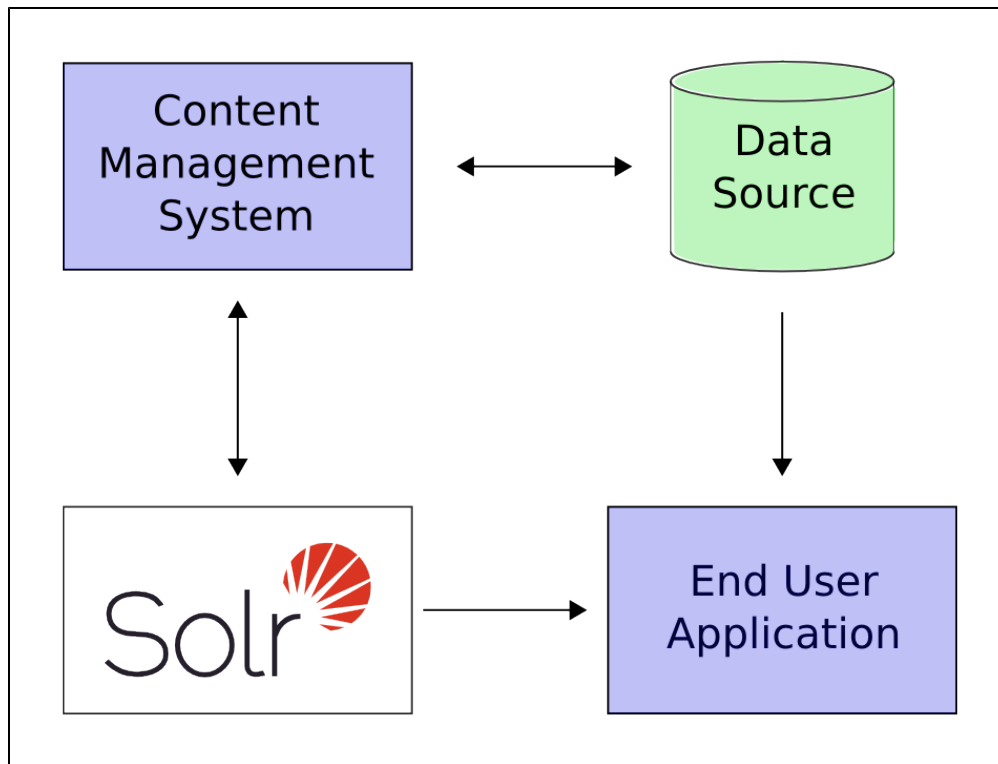 Content
Management
System
Data
Source
Solr
End User
Application